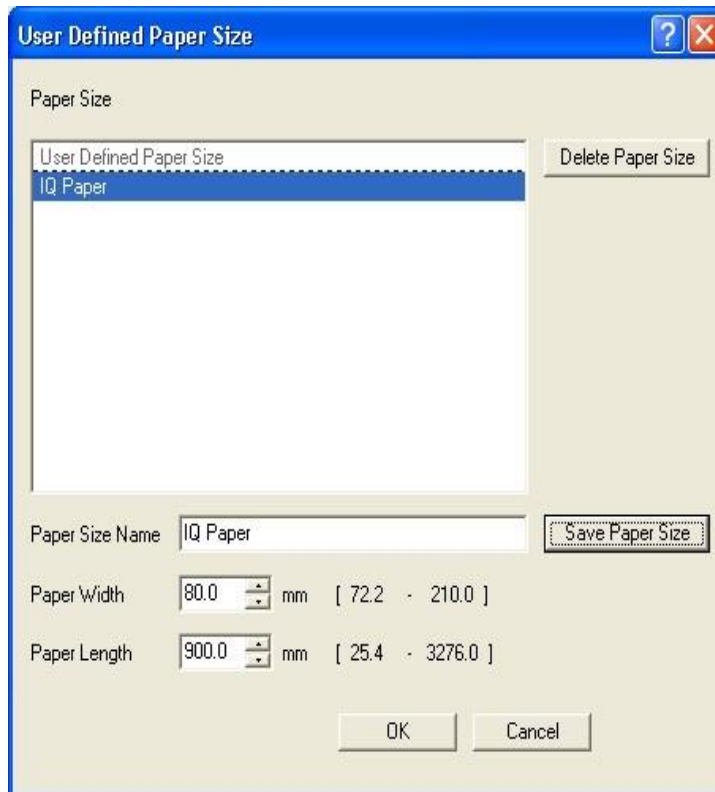 User Defined Paper Size
Paper Size
User Defined Paper Size
Delete Paper Size
IQ Paper
Paper Size Name IQ Paper Save Paper Size
Paper Width 80.0 mm [ 72.2 - 210.0 ]
Paper Length 900.0 mm [ 25.4 - 3276.0 ]
OK Cancel